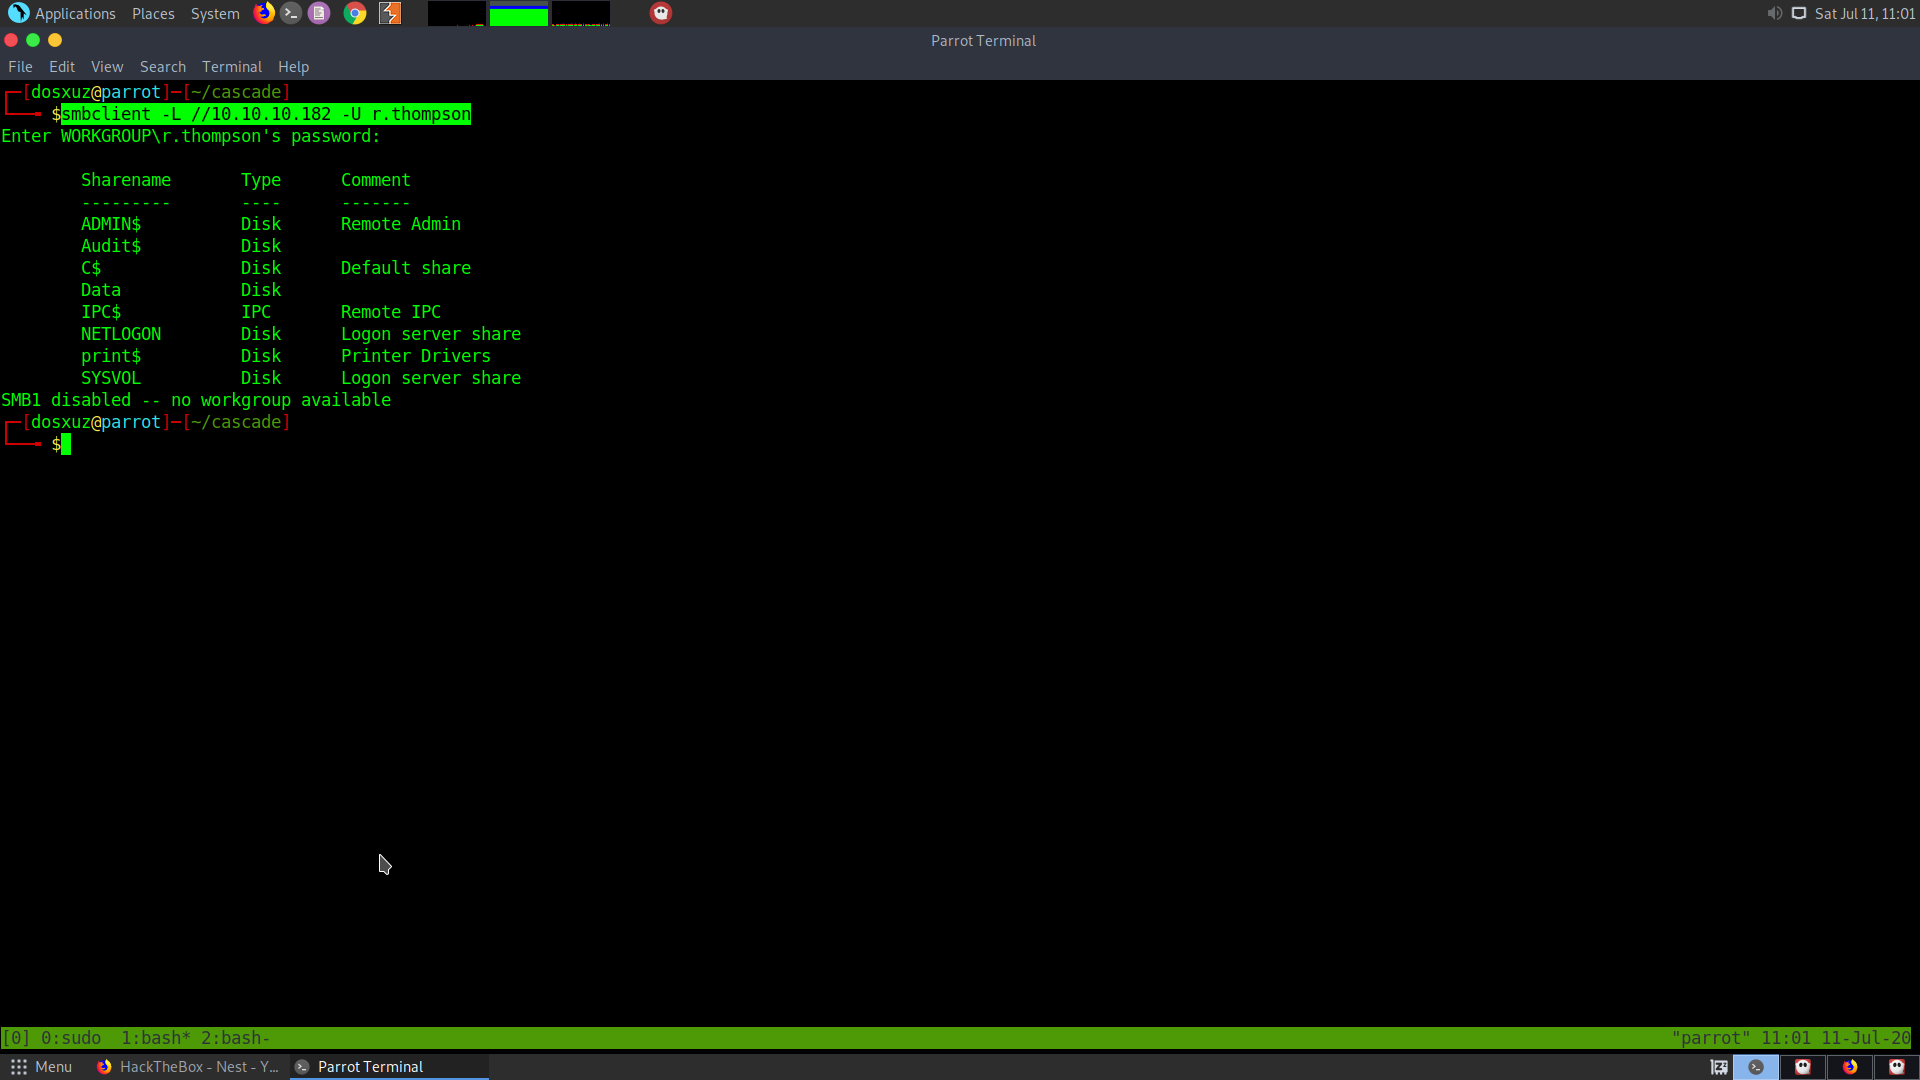 Applications Places System Sat Jul 11, 11:01
Parrot Terminal
File Edit View Search Terminal Help
┌─[dosxuz@parrot]─[~/cascade]
└──╼ $smbclient -L //10.10.10.182 -U r.thompson
Enter WORKGROUP\r.thompson's password:
Sharename Type Comment
--------- ---- -------
ADMIN$ Disk Remote Admin
Audit$ Disk
C$ Disk Default share
Data Disk
IPC$ IPC Remote IPC
NETLOGON Disk Logon server share
print$ Disk Printer Drivers
SYSVOL Disk Logon server share
SMB1 disabled -- no workgroup available
┌─[dosxuz@parrot]─[~/cascade]
└──╼ $
[0] 0:sudo 1:bash* 2:bash- "parrot" 11:01 11-Jul-20
Menu HackTheBox - Nest - Y... Parrot Terminal